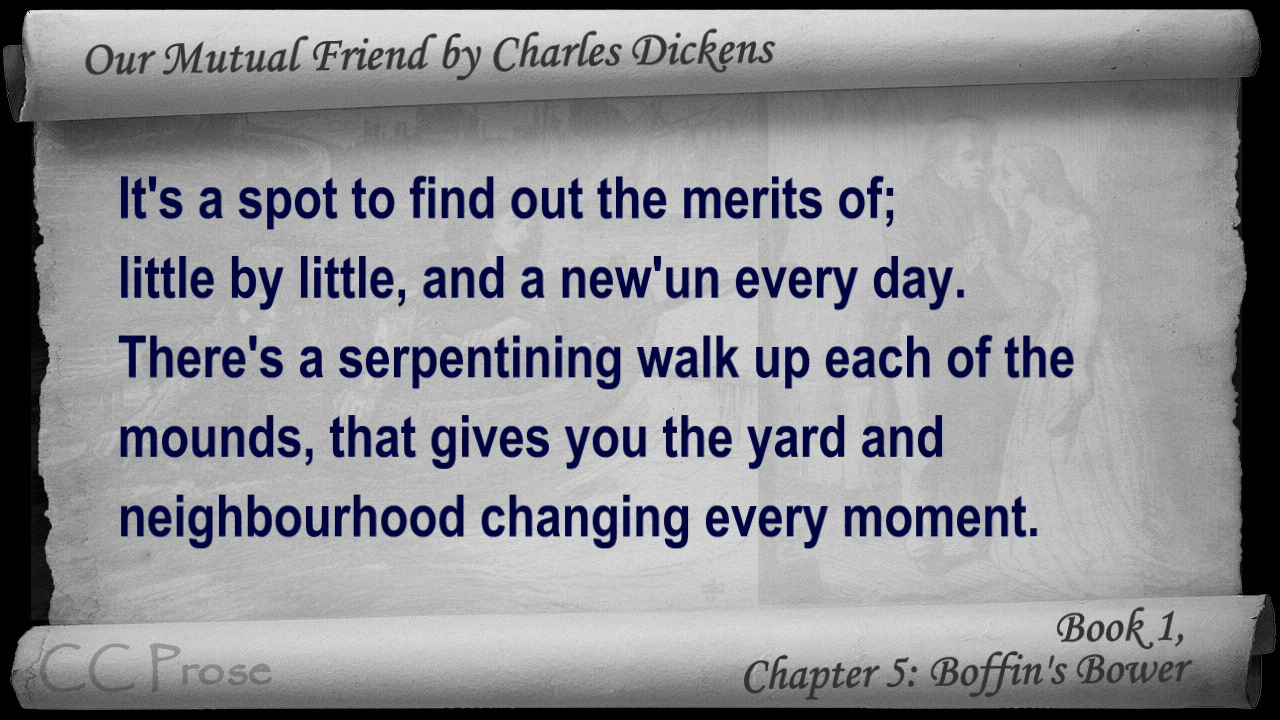 Our Mutual Friend by Charles Dickens
It's a spot to find out the merits of;
little by little, and a new'un every day.
There's a serpentining walk up each of the
mounds, that gives you the yard and
neighbourhood changing every moment.
CC Prose
Book 1,
Chapter 5: Boffin's Bower